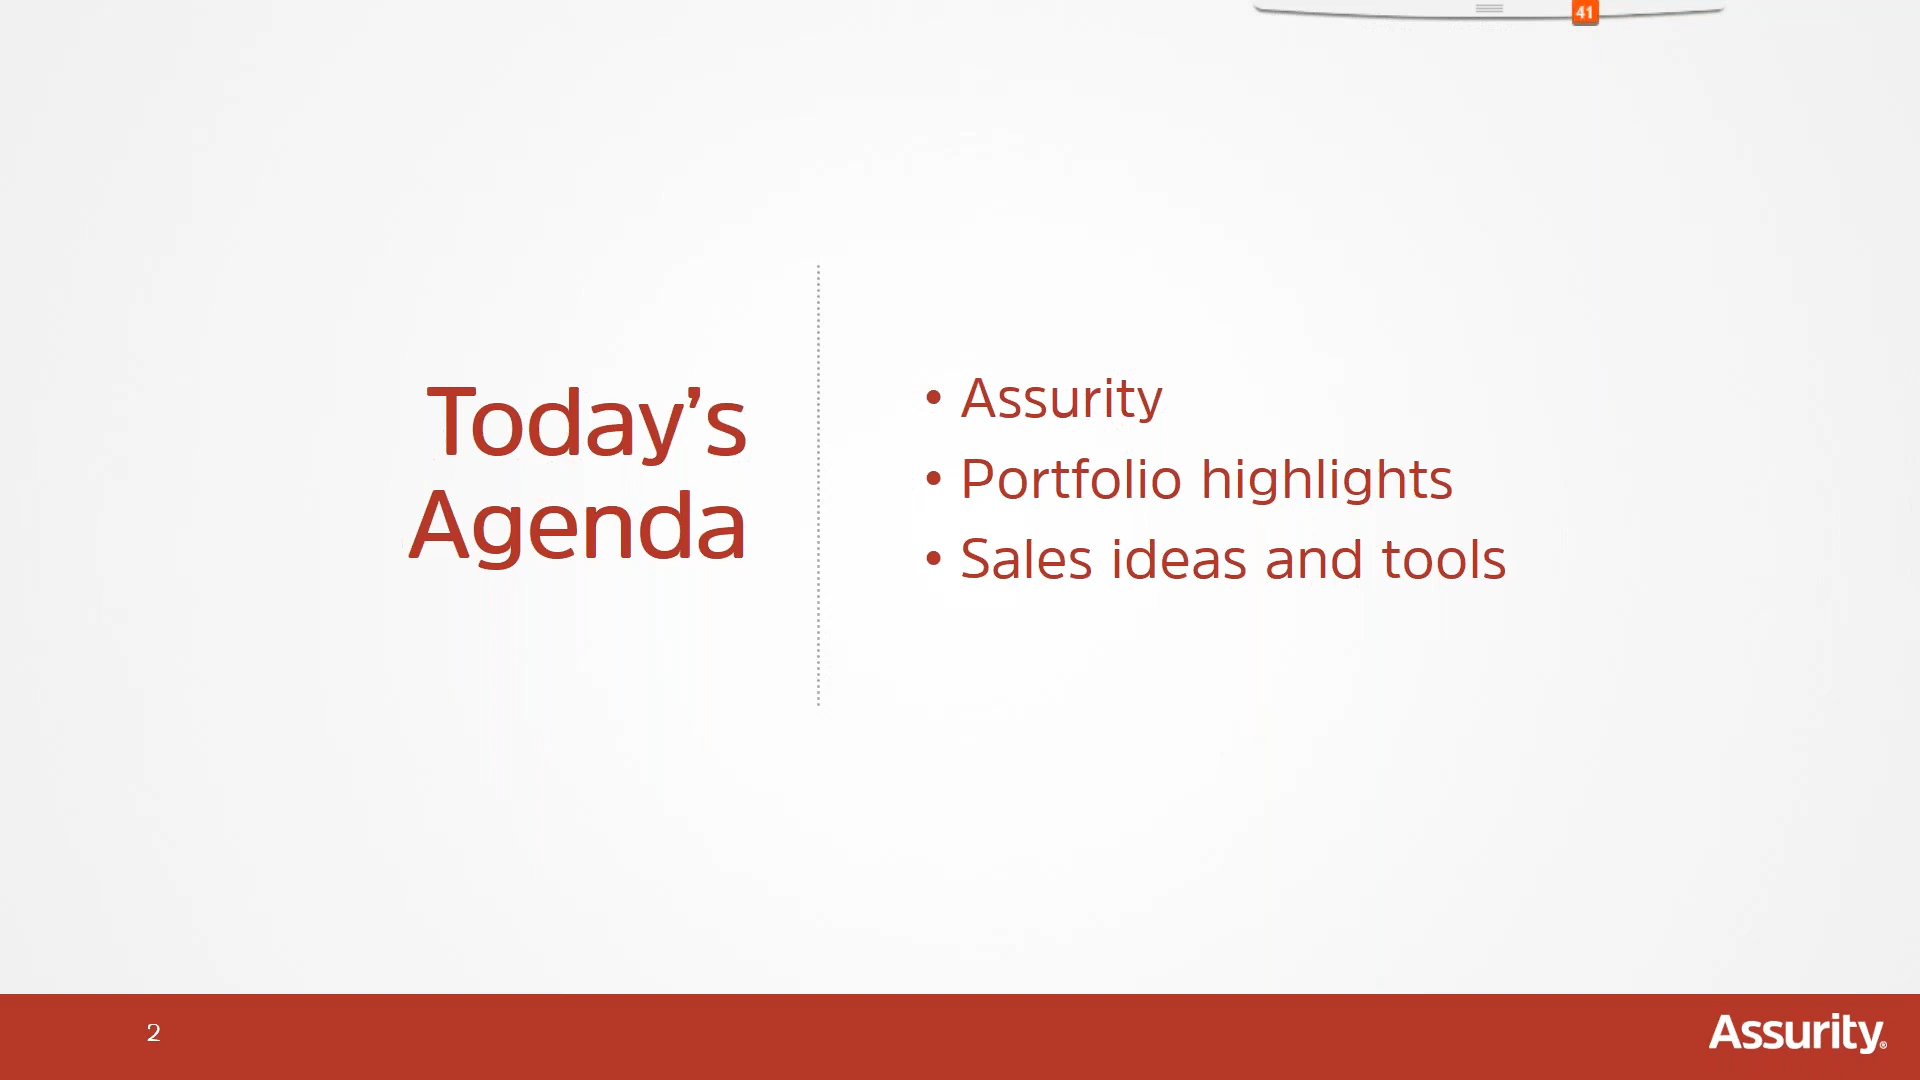 41
Today’s
Agenda
• Assurity
• Portfolio highlights
• Sales ideas and tools
2
Assurity®